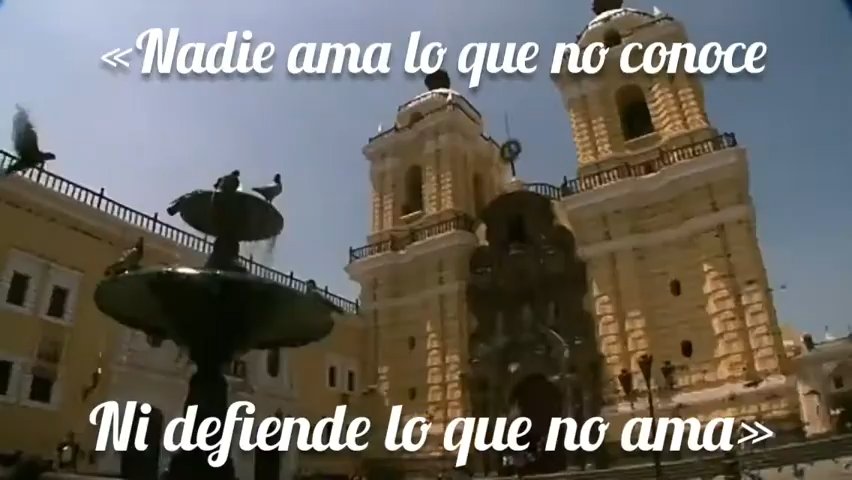 «Nadie ama lo que no conoce
Ni defiende lo que no ama»